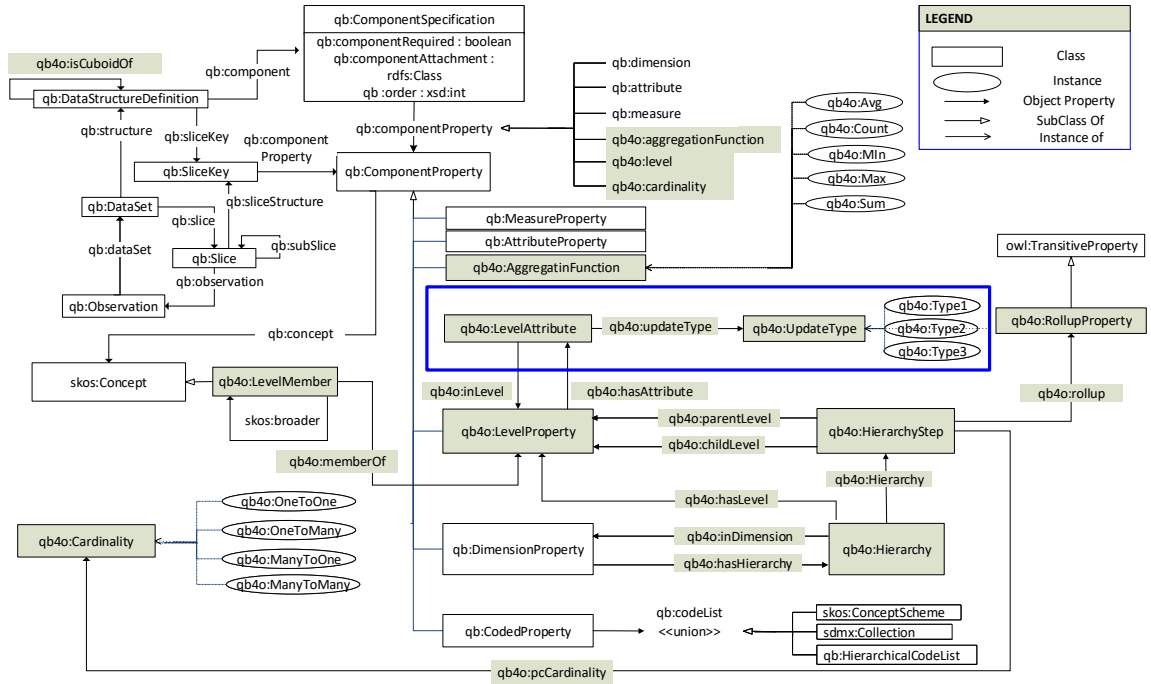 qb:ComponentSpecification
qb:componentRequired : boolean
qb:componentAttachment :
rdfs:Class
qb :order : xsd:int
LEGEND
Class
Instance
Object Property
SubClass Of
Instance of
qb4o:isCuboidOf
qb:component
qb:DataStructureDefinition
qb:structure
qb:sliceKey
qb:component
Property
qb:componentProperty
qb:dimension
qb:attribute
qb:measure
qb4o:aggregationFunction
qb4o:level
qb4o:cardinality
qb4o:Avg
qb4o:Count
qb4o:MIn
qb4o:Max
qb4o:Sum
qb:SliceKey
qb:ComponentProperty
qb:DataSet
qb:sliceStructure
qb:slice
qb:dataSet
qb:subSlice
qb:Slice
qb:observation
qb:Observation
qb:MeasureProperty
qb:AttributeProperty
qb4o:AggregatinFunction
owl:TransitiveProperty
qb:concept
qb4o:LevelAttribute
qb4o:updateType
qb4o:UpdateType
qb4o:Type1
qb4o:Type2
qb4o:Type3
qb4o:RollupProperty
skos:Concept
qb4o:LevelMember
skos:broader
qb4o:inLevel
qb4o:hasAttribute
qb4o:rollup
qb4o:LevelProperty
qb4o:parentLevel
qb4o:childLevel
qb4o:HierarchyStep
qb4o:memberOf
qb4o:Hierarchy
qb4o:hasLevel
qb4o:OneToOne
qb4o:OneToMany
qb4o:ManyToOne
qb4o:ManyToMany
qb4o:Cardinality
qb:DimensionProperty
qb4o:inDimension
qb4o:hasHierarchy
qb4o:Hierarchy
qb:CodedProperty
qb:codeList
<<union>>
skos:ConceptScheme
sdmx:Collection
qb:HierarchicalCodeList
qb4o:pcCardinality